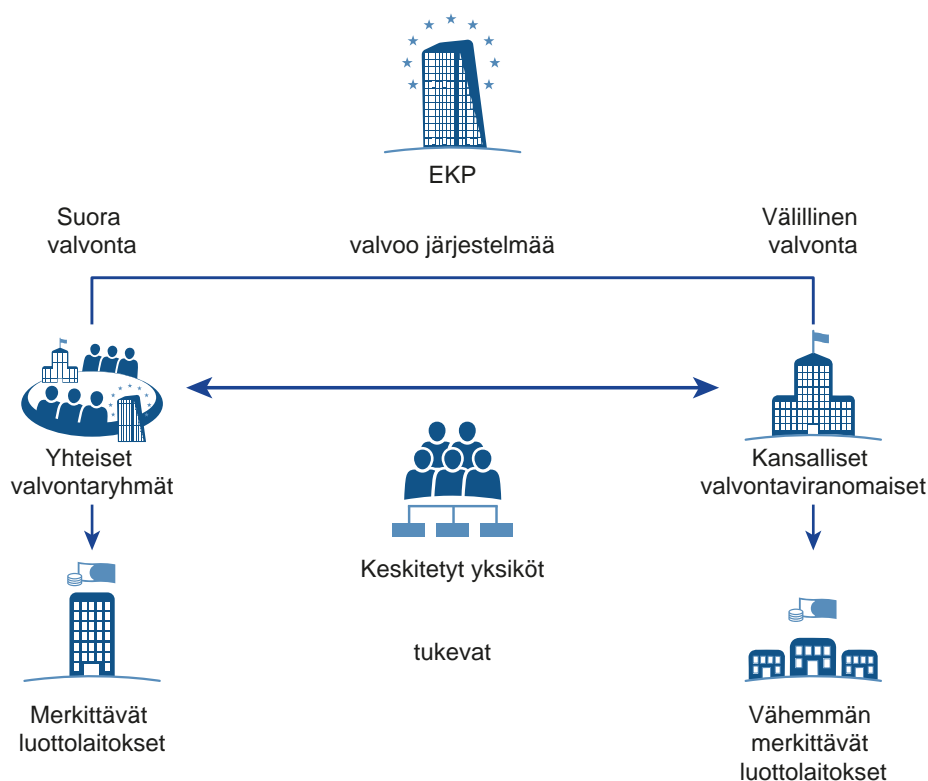 EKP
Suora
valvonta
valvoo järjestelmää
Välillinen
valvonta
Yhteiset
valvontaryhmät
Kansalliset
valvontaviranomaiset
Keskitetyt yksiköt
tukevat
Merkittävät
luottolaitokset
Vähemmän
merkittävät
luottolaitokset